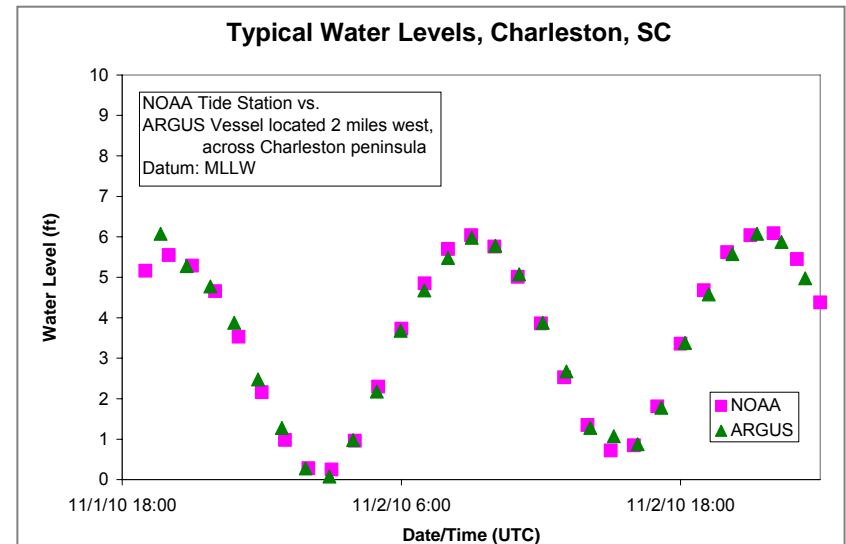 Typical Water Levels, Charleston, SC
10
9
8
7
6
5
4
3
2
1
0
Water Level (ft)
NOAA Tide Station vs.
ARGUS Vessel located 2 miles west,
across Charleston peninsula
Datum: MLLW
NOAA
ARGUS
11/1/10 18:00
11/2/10 6:00
11/2/10 18:00
Date/Time (UTC)